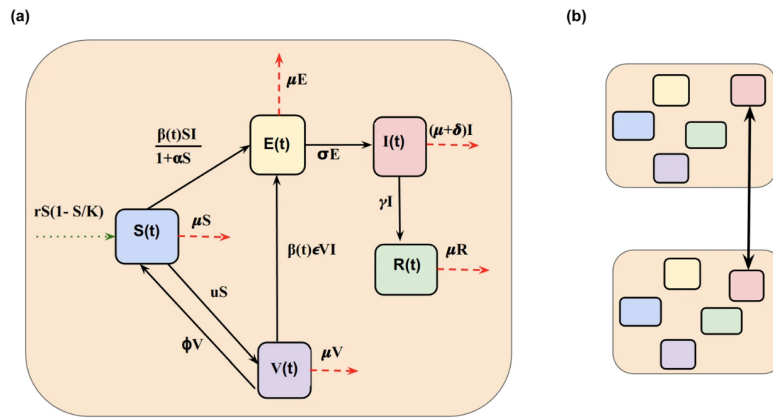 (a)
(b)
μE
β(t)SI
1+αS
E(t)
σE
I(t)
(μ+δ)I
rS(1- S/K)
S(t)
μS
β(t)ϵVI
γI
R(t)
μR
uS
ϕV
V(t)
μV